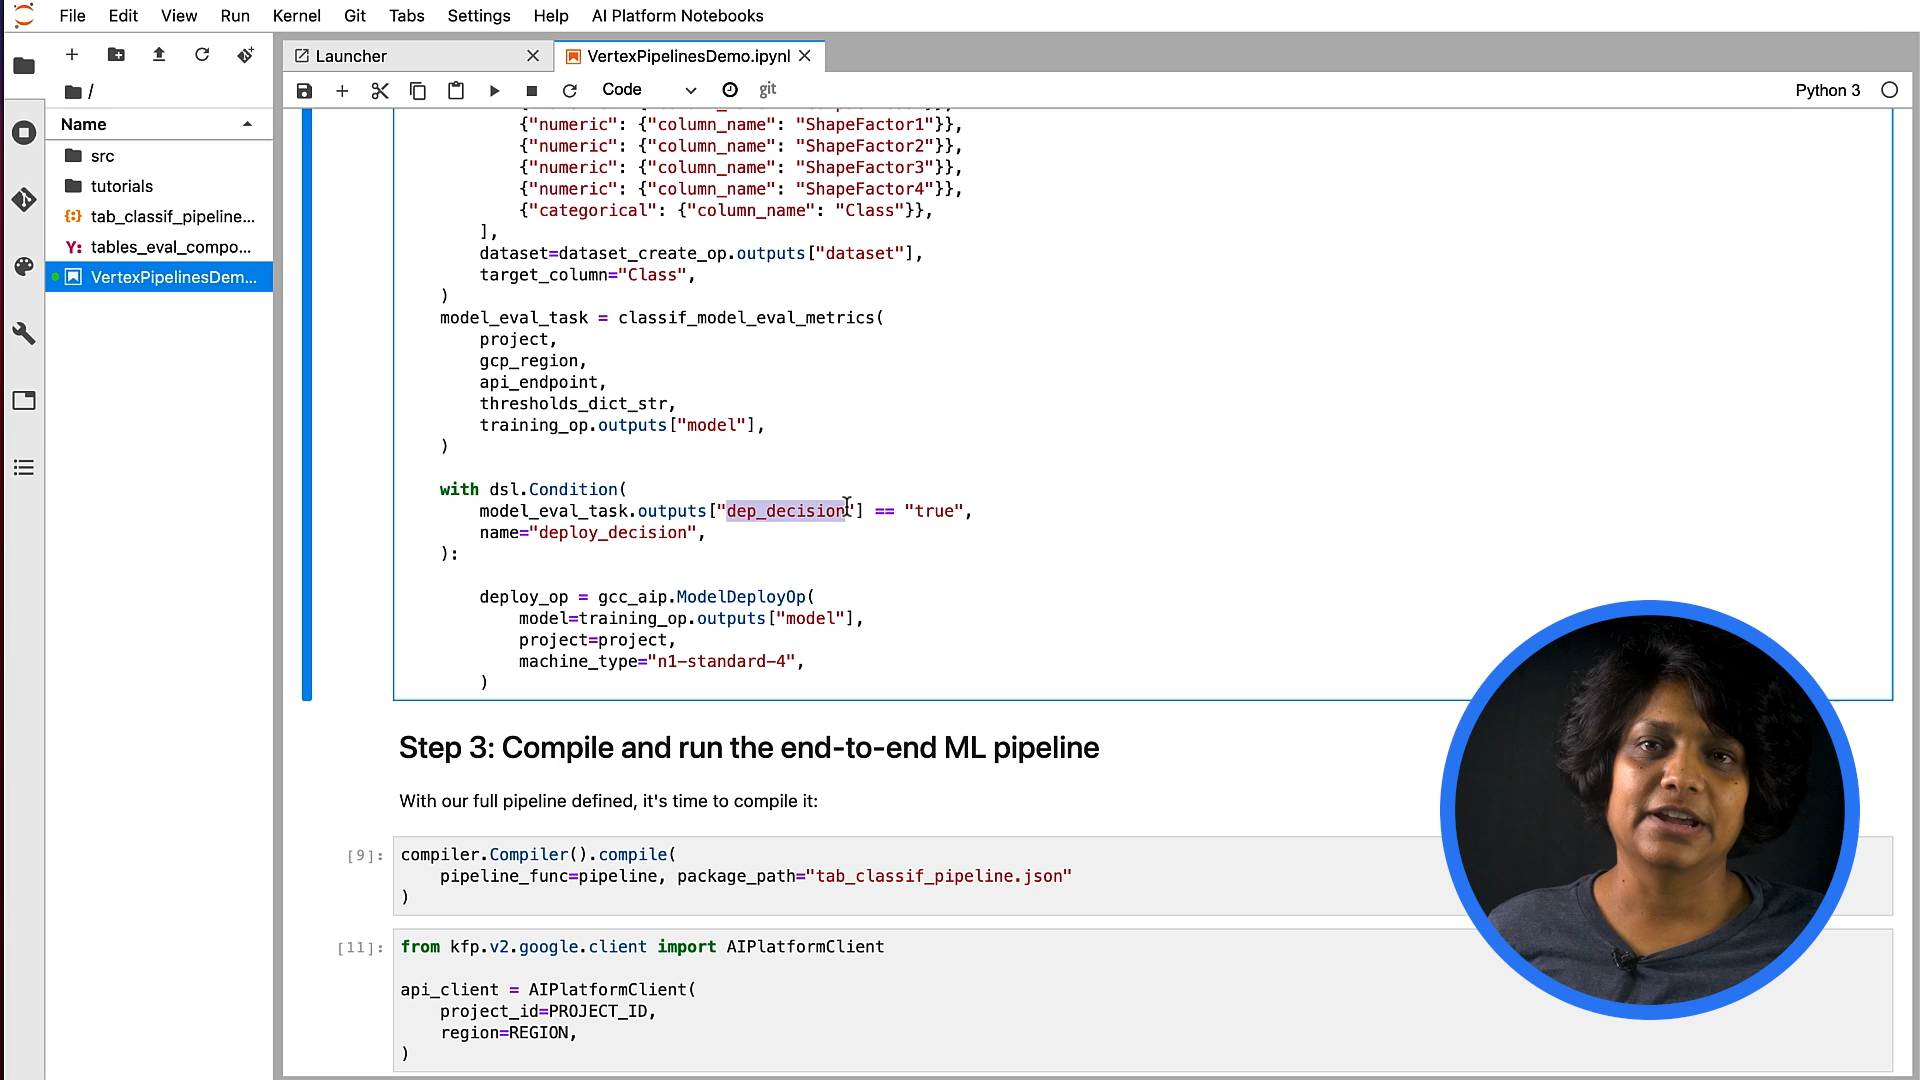 File Edit View Run Kernel Git Tabs Settings Help AI Platform Notebooks
Launcher
VertexPipelinesDemo.ipynl
/
Code
git
Python 3
Name
src
tutorials
tab_classif_pipeline...
tables_eval_compo...
VertexPipelinesDem...
{"numeric": {"column_name": "ShapeFactor1"}},
{"numeric": {"column_name": "ShapeFactor2"}},
{"numeric": {"column_name": "ShapeFactor3"}},
{"numeric": {"column_name": "ShapeFactor4"}},
{"categorical": {"column_name": "Class"}},
],
dataset=dataset_create_op.outputs["dataset"],
target_column="Class",
)
model_eval_task = classif_model_eval_metrics(
project,
gcp_region,
api_endpoint,
thresholds_dict_str,
training_op.outputs["model"],
)
with dsl.Condition(
model_eval_task.outputs["dep_decision"] == "true",
name="deploy_decision",
):
deploy_op = gcc_aip.ModelDeployOp(
model=training_op.outputs["model"],
project=project,
machine_type="n1-standard-4",
)
Step 3: Compile and run the end-to-end ML pipeline
With our full pipeline defined, it's time to compile it:
[9]:
compiler.Compiler().compile(
pipeline_func=pipeline, package_path="tab_classif_pipeline.json"
)
[11]:
from kfp.v2.google.client import AIPlatformClient
api_client = AIPlatformClient(
project_id=PROJECT_ID,
region=REGION,
)